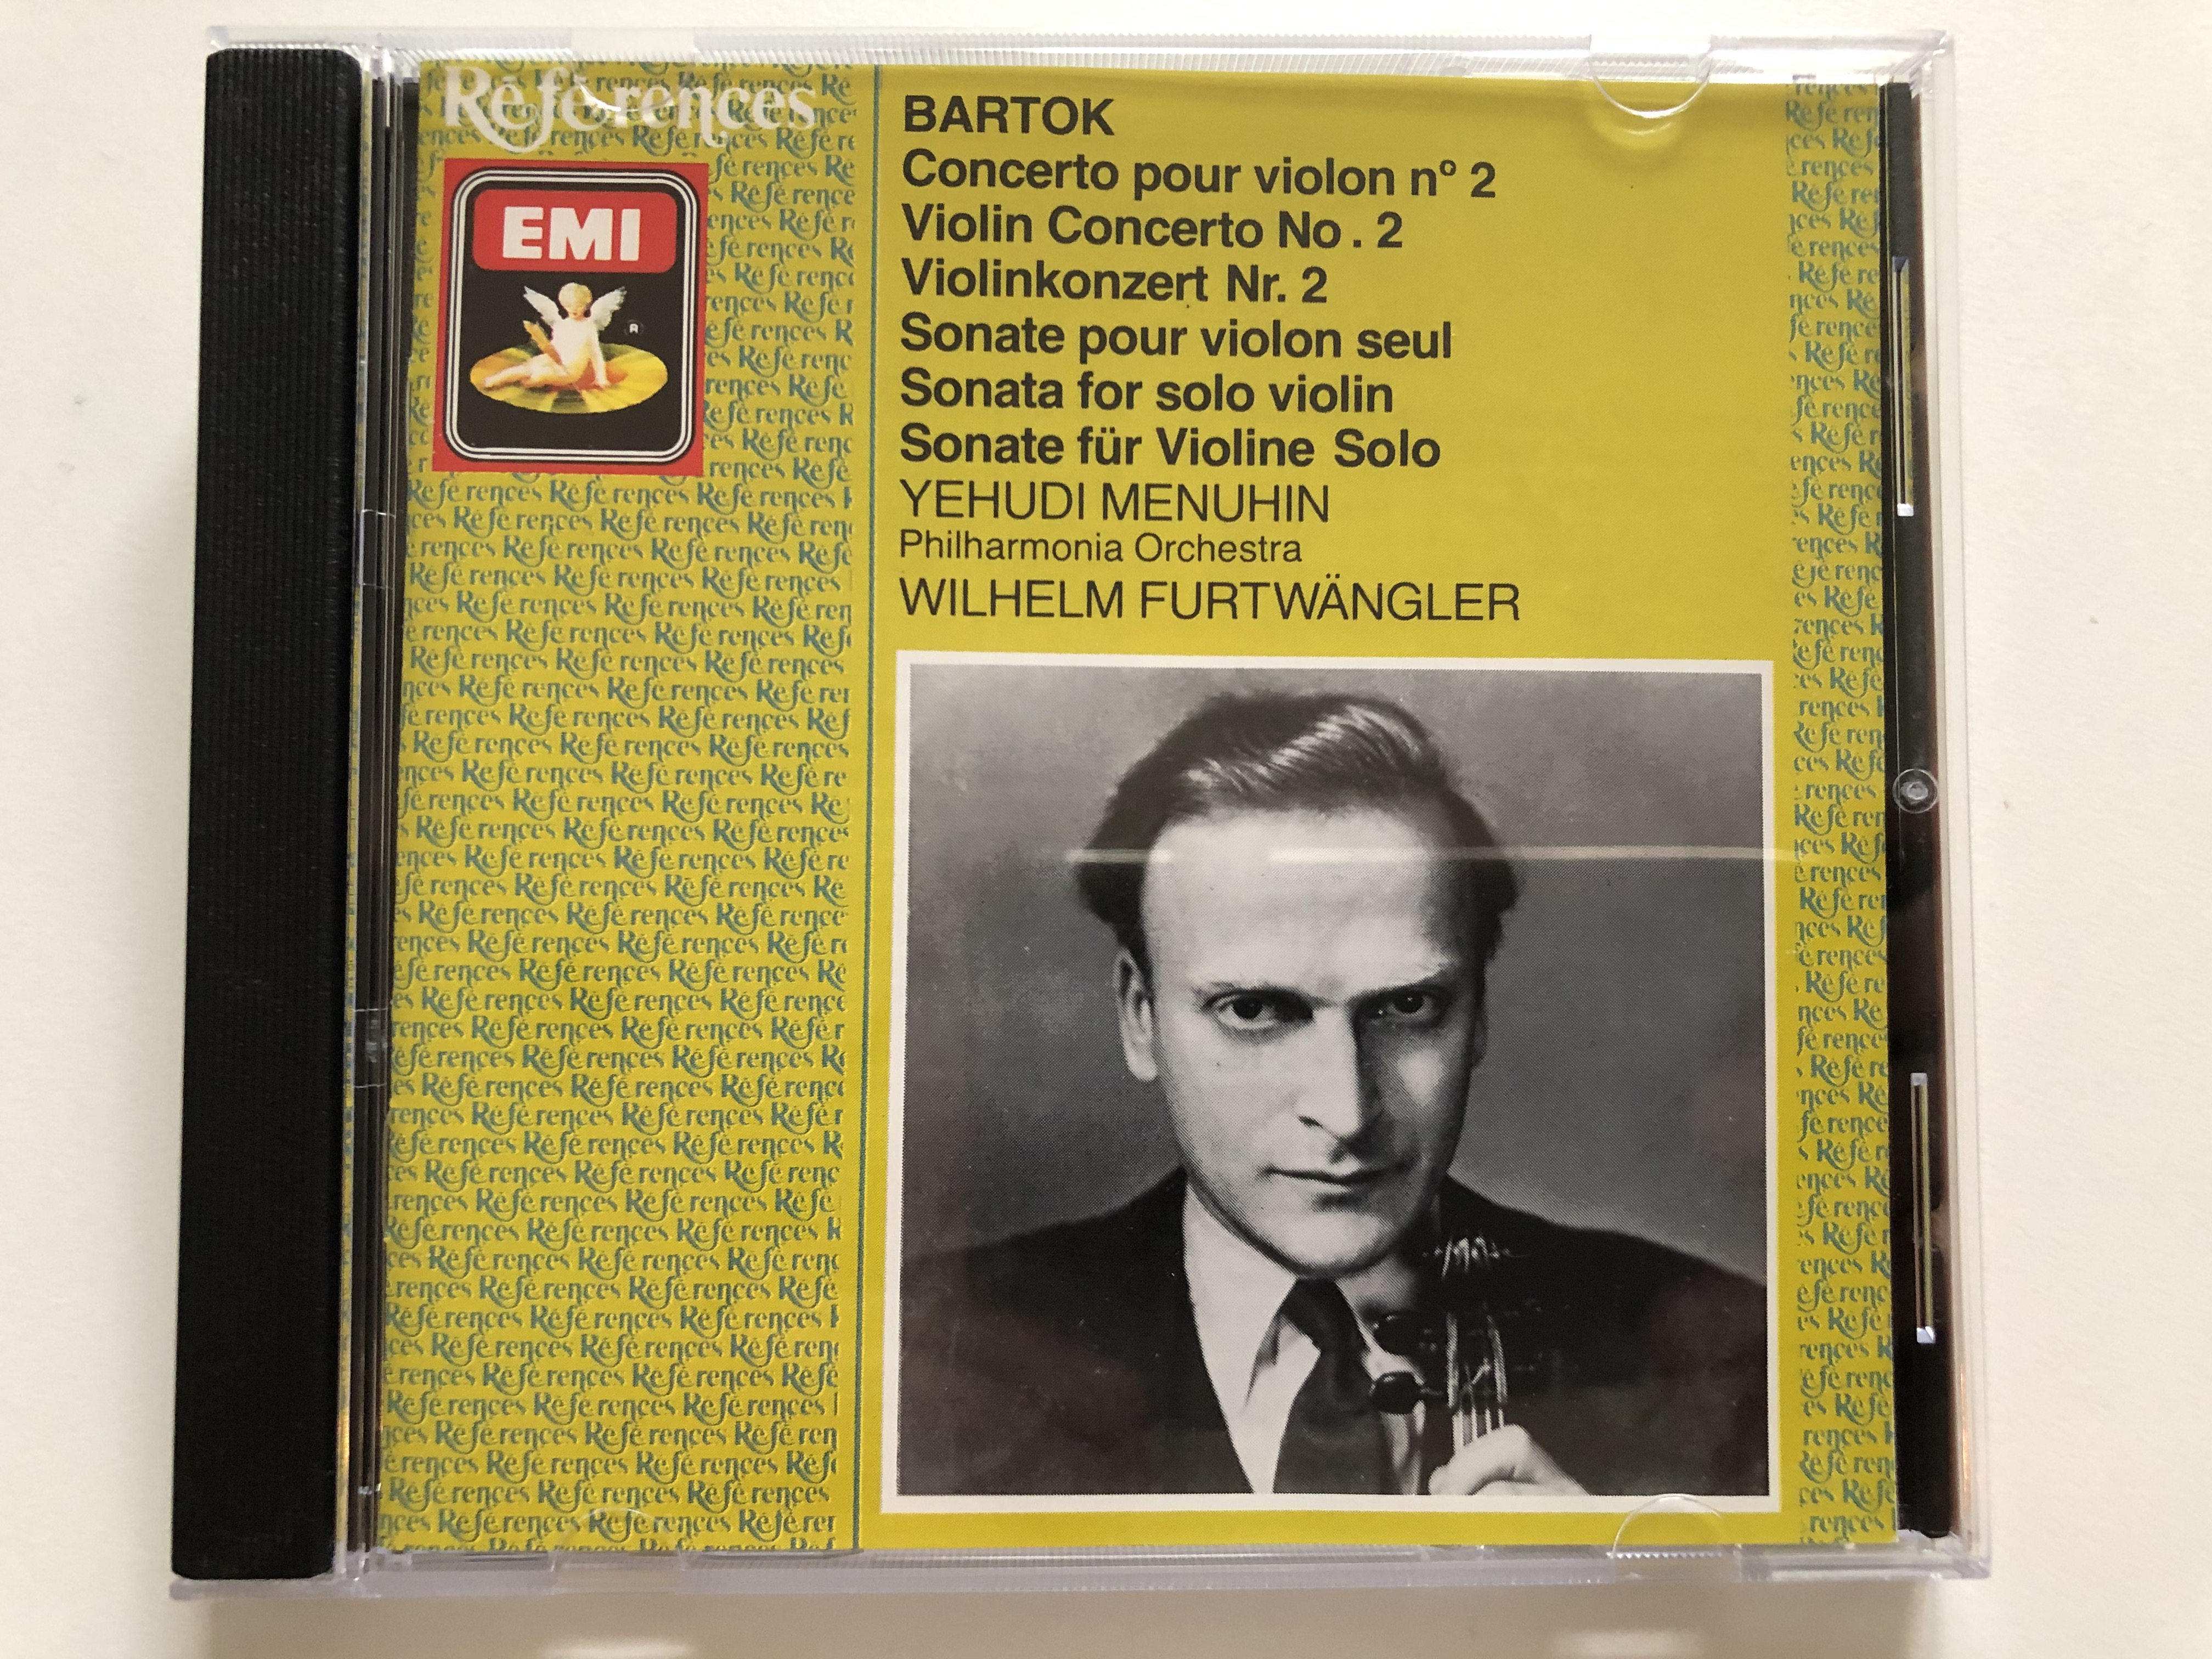 Références
EMI
R
BARTOK
Concerto pour violon nº 2
Violin Concerto No. 2
Violinkonzert Nr. 2
Sonate pour violon seul
Sonata for solo violin
Sonate für Violine Solo
YEHUDI MENUHIN
Philharmonia Orchestra
WILHELM FURTWÄNGLER